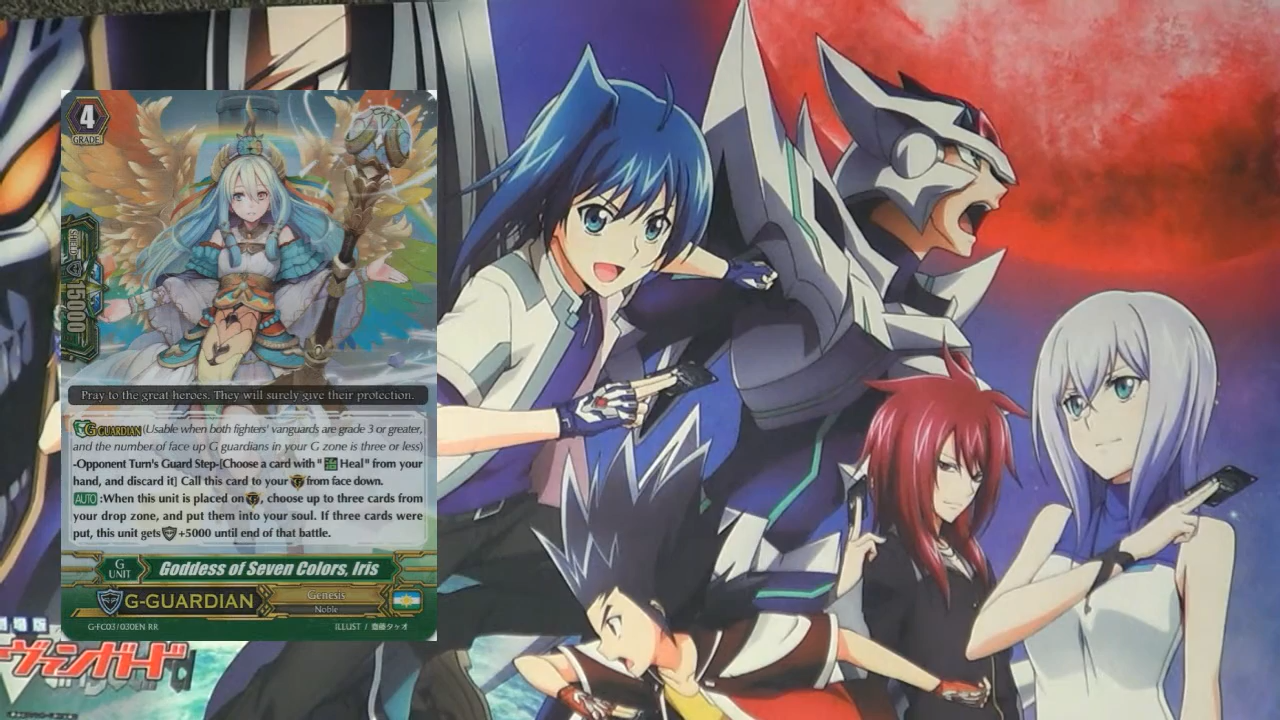 4
GRADE
SHIELD
15000
Pray to the great heroes. They will surely give their protection.
G GUARDIAN (Usable when both fighters' vanguards are grade 3 or greater,
and the number of face up G guardians in your G zone is three or less)
-Opponent Turn's Guard Step-[Choose a card with " Heal" from your
hand, and discard it] Call this card to your G from face down.
AUTO :When this unit is placed on G, choose up to three cards from
your drop zone, and put them into your soul. If three cards were
put, this unit gets +5000 until end of that battle.
G
UNIT
Goddess of Seven Colors, Iris
G-GUARDIAN
Genesis
Noble
G-FC03/030EN RR
ILLUST / 齋藤タケオ
劇場版
ヴァンガード